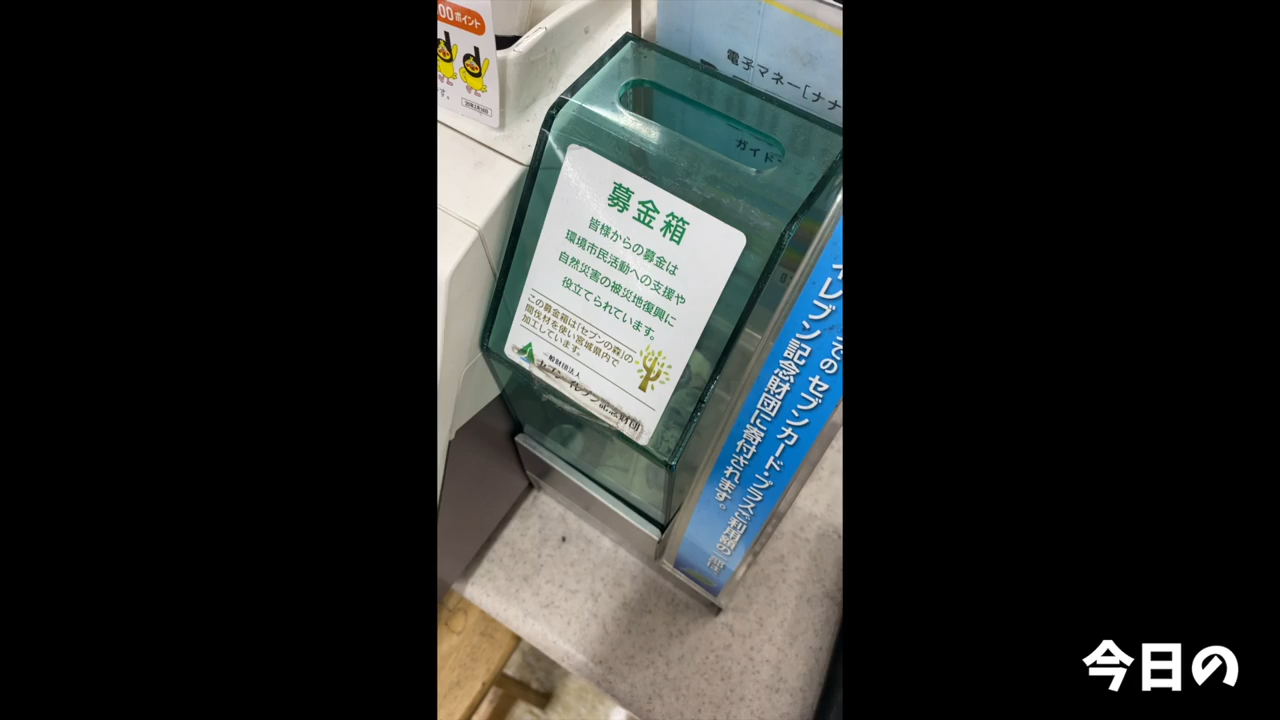 00ポイント
電子マネー[ナナ
ガイド
募金箱
皆様からの募金は
環境市民活動への支援や
自然災害の被災地復興に
役立てられています。
この募金箱は「セブンの森」の
間伐材を使い宮城県内で
加工しています。
一般財団法人
セブン-イレブン記念財団
セブンカード・プラスご利用額の一部は、
イレブン記念財団に寄付されます。
今日の